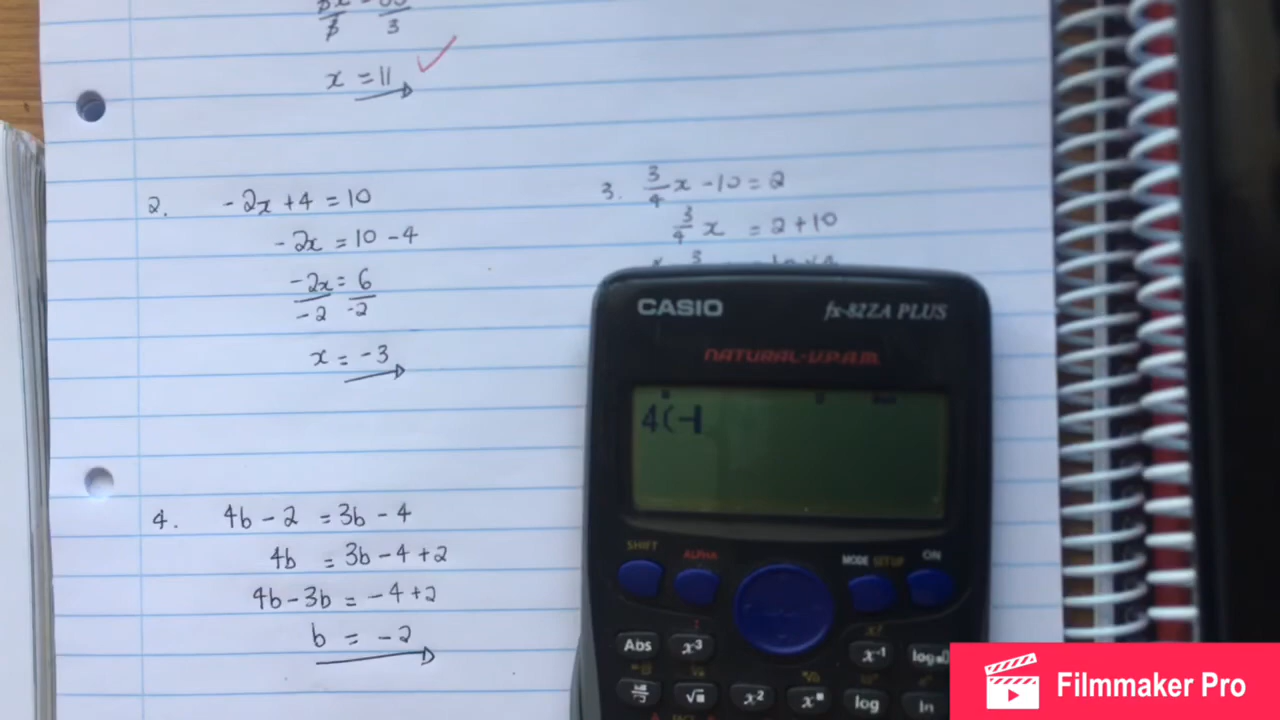 x = 11
2. -2x + 4 = 10
-2x = 10 - 4
-2x = 6
-2 -2
x = -3
3. 3/4 x - 10 = 2
3/4 x = 2 + 10
4. 4b - 2 = 3b - 4
4b = 3b - 4 + 2
4b - 3b = -4 + 2
b = -2
CASIO fx-82ZA PLUS
NATURAL-V.P.A.M.
4(-
SHIFT ALPHA MODE SETUP ON
Abs x³ x⁻¹
√ x² log ln
Filmmaker Pro